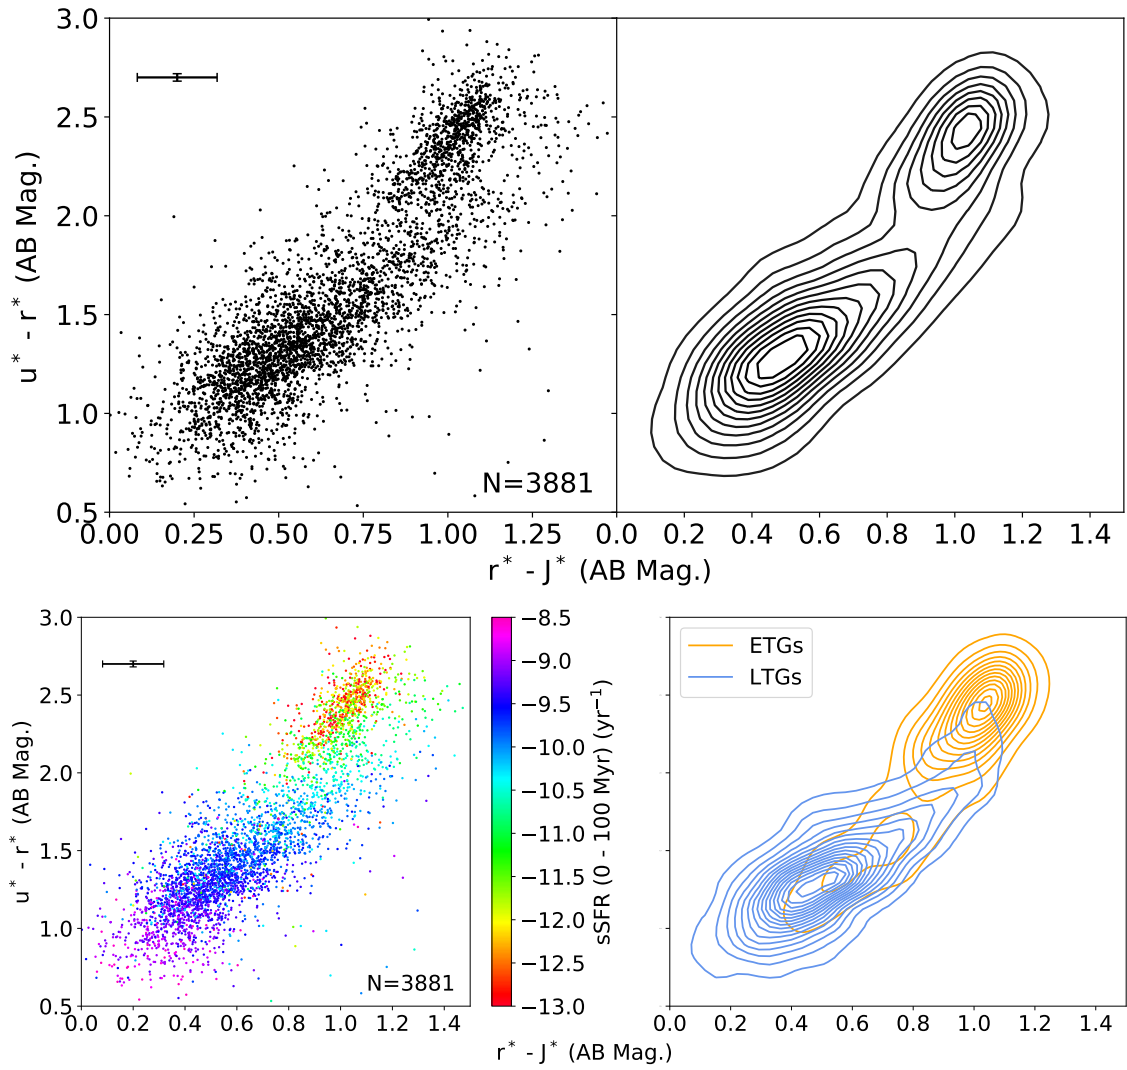 3.0
2.5
2.0
1.5
1.0
0.5
u* - r* (AB Mag.)
N=3881
0.00 0.25 0.50 0.75 1.00 1.25
0.2 0.4 0.6 0.8 1.0 1.2 1.4
r* - J* (AB Mag.)
3.0
2.5
2.0
1.5
1.0
0.5
u* - r* (AB Mag.)
N=3881
0.0 0.2 0.4 0.6 0.8 1.0 1.2 1.4
−8.5
−9.0
−9.5
−10.0
−10.5
−11.0
−11.5
−12.0
−12.5
−13.0
sSFR (0 - 100 Myr) (yr⁻¹)
ETGs
LTGs
0.0 0.2 0.4 0.6 0.8 1.0 1.2 1.4
r* - J* (AB Mag.)